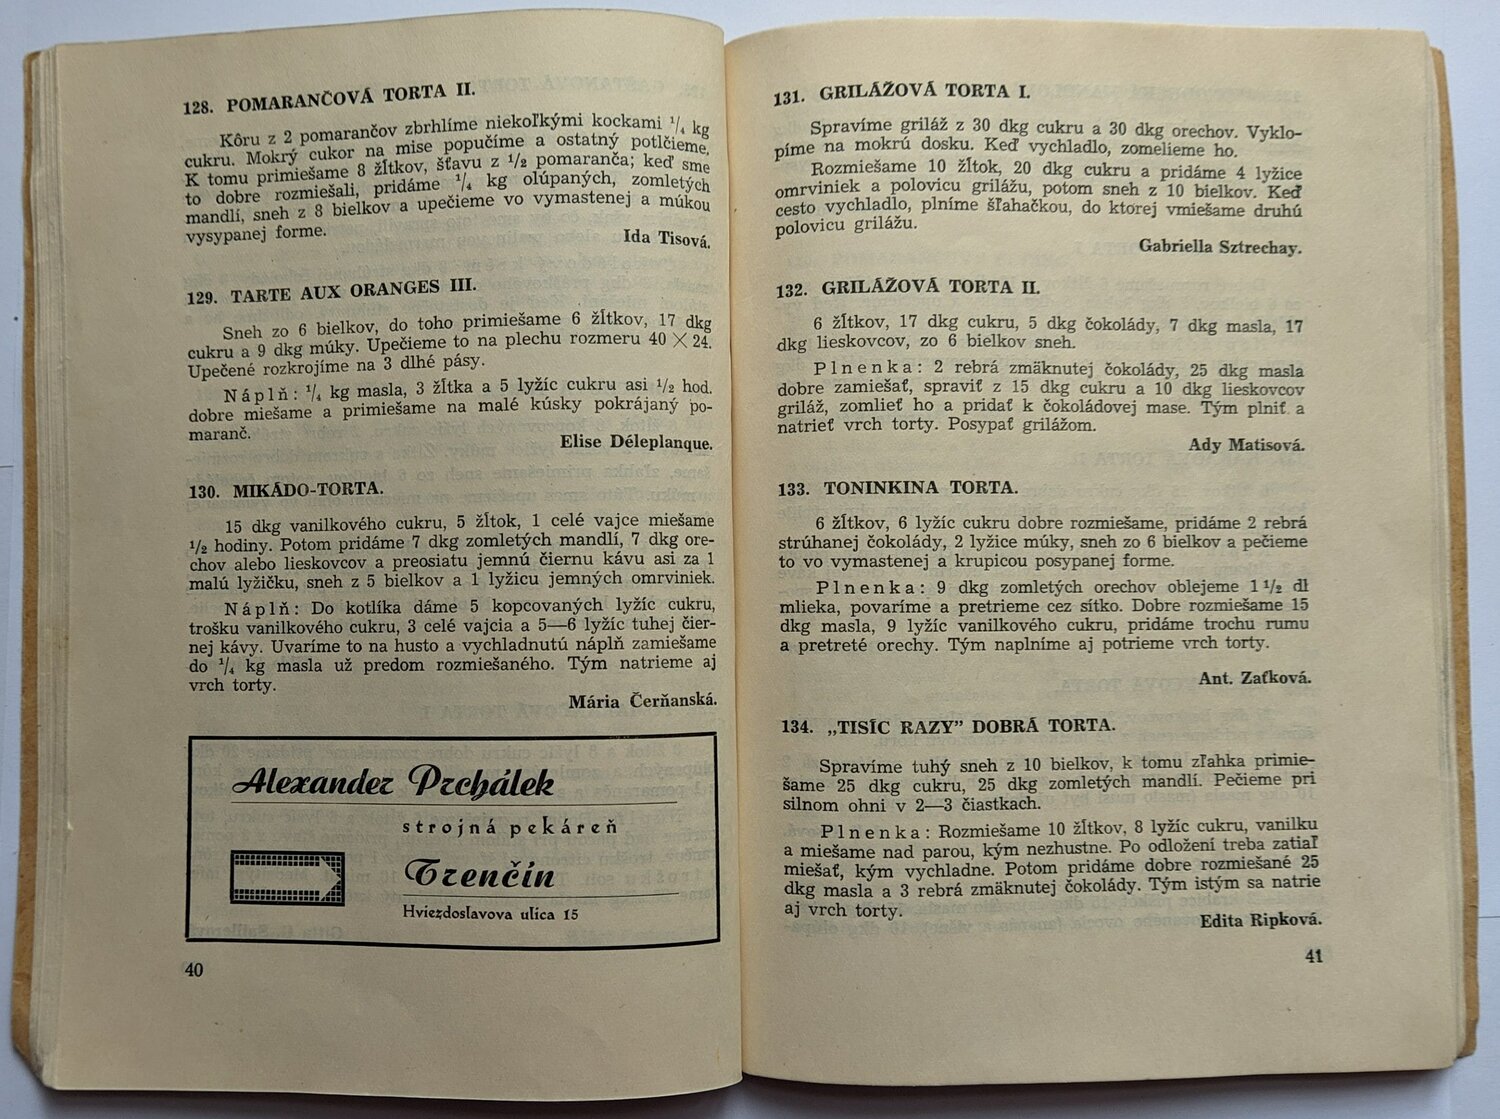 128. POMARANČOVÁ TORTA II.
Kôru z 2 pomarančov zbrhlíme niekoľkými kockami 1/4 kg
cukru. Mokrý cukor na mise popučíme a ostatný potlčieme.
K tomu primiešame 8 žĺtkov, šťavu z 1/2 pomaranča; keď sme
to dobre rozmiešali, pridáme 1/4 kg olúpaných, zomletých
mandlí, sneh z 8 bielkov a upečieme vo vymastenej a múkou
vysypanej forme.
Ida Tisová.
129. TARTE AUX ORANGES III.
Sneh zo 6 bielkov, do toho primiešame 6 žĺtkov, 17 dkg
cukru a 9 dkg múky. Upečieme to na plechu rozmeru 40 × 24.
Upečené rozkrojíme na 3 dlhé pásy.
Náplň: 1/4 kg masla, 3 žĺtka a 5 lyžíc cukru asi 1/2 hod.
dobre miešame a primiešame na malé kúsky pokrájaný po-
maranč.
Elise Déleplanque.
130. MIKÁDO-TORTA.
15 dkg vanilkového cukru, 5 žĺtok, 1 celé vajce miešame
1/2 hodiny. Potom pridáme 7 dkg zomletých mandlí, 7 dkg ore-
chov alebo lieskovcov a preosiatu jemnú čiernu kávu asi za 1
malú lyžičku, sneh z 5 bielkov a 1 lyžicu jemných omrviniek.
Náplň: Do kotlíka dáme 5 kopcovaných lyžíc cukru,
trošku vanilkového cukru, 3 celé vajcia a 5—6 lyžíc tuhej čier-
nej kávy. Uvaríme to na husto a vychladnutú náplň zamiešame
do 1/4 kg masla už predom rozmiešaného. Tým natrieme aj
vrch torty.
Mária Čerňanská.
Alexander Prchálek
strojná pekáreň
Trenčín
Hviezdoslavova ulica 15
40
131. GRILÁŽOVÁ TORTA I.
Spravíme griláž z 30 dkg cukru a 30 dkg orechov. Vyklo-
píme na mokrú dosku. Keď vychladlo, zomelieme ho.
Rozmiešame 10 žĺtok, 20 dkg cukru a pridáme 4 lyžice
omrviniek a polovicu grilážu, potom sneh z 10 bielkov. Keď
cesto vychladlo, plníme šľahačkou, do ktorej vmiešame druhú
polovicu grilážu.
Gabriella Sztrechay.
132. GRILÁŽOVÁ TORTA II.
6 žĺtkov, 17 dkg cukru, 5 dkg čokolády, 7 dkg masla, 17
dkg lieskovcov, zo 6 bielkov sneh.
Plnenka: 2 rebrá zmäknutej čokolády, 25 dkg masla
dobre zamiešať, spraviť z 15 dkg cukru a 10 dkg lieskovcov
griláž, zomlieť ho a pridať k čokoládovej mase. Tým plniť a
natrieť vrch torty. Posypať grilážom.
Ady Matisová.
133. TONINKINA TORTA.
6 žĺtkov, 6 lyžíc cukru dobre rozmiešame, pridáme 2 rebrá
strúhanej čokolády, 2 lyžice múky, sneh zo 6 bielkov a pečieme
to vo vymastenej a krupicou posypanej forme.
Plnenka: 9 dkg zomletých orechov oblejeme 1 1/2 dl
mlieka, povaríme a pretrieme cez sítko. Dobre rozmiešame 15
dkg masla, 9 lyžíc vanilkového cukru, pridáme trochu rumu
a pretreté orechy. Tým naplníme aj potrieme vrch torty.
Ant. Zaťková.
134. „TISÍC RAZY” DOBRÁ TORTA.
Spravíme tuhý sneh z 10 bielkov, k tomu zľahka primie-
šame 25 dkg cukru, 25 dkg zomletých mandlí. Pečieme pri
silnom ohni v 2—3 čiastkach.
Plnenka: Rozmiešame 10 žĺtkov, 8 lyžíc cukru, vanilku
a miešame nad parou, kým nezhustne. Po odložení treba zatiaľ
miešať, kým vychladne. Potom pridáme dobre rozmiešané 25
dkg masla a 3 rebrá zmäknutej čokolády. Tým istým sa natrie
aj vrch torty.
Edita Ripková.
41